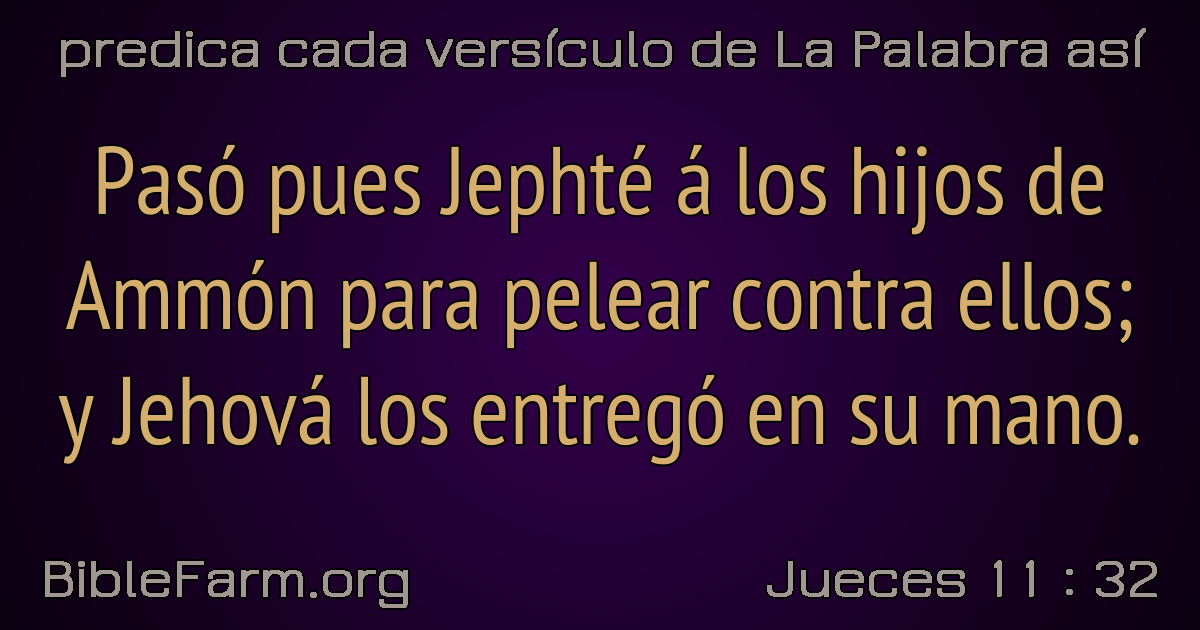 predica cada versículo de La Palabra así
Pasó pues Jephté á los hijos de
Ammón para pelear contra ellos;
y Jehová los entregó en su mano.
BibleFarm.org
Jueces 11 : 32